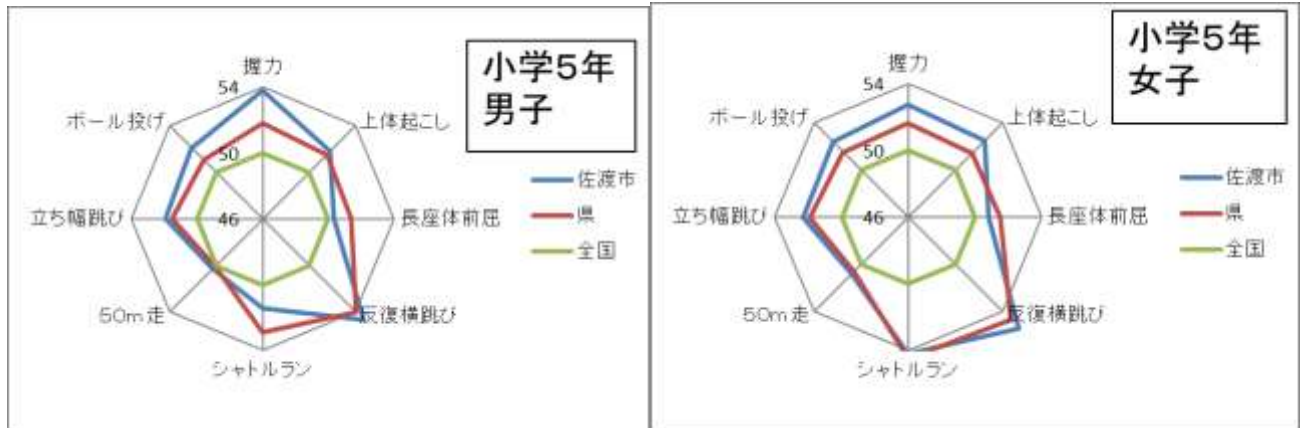 小学5年
男子
握力
54
ボール投げ
上体起こし
50
佐渡市
立ち幅跳び
46
長座体前屈
県
全国
50m走
反復横跳び
シャトルラン
小学5年
女子
握力
54
ボール投げ
上体起こし
50
佐渡市
立ち幅跳び
46
長座体前屈
県
全国
50m走
反復横跳び
シャトルラン